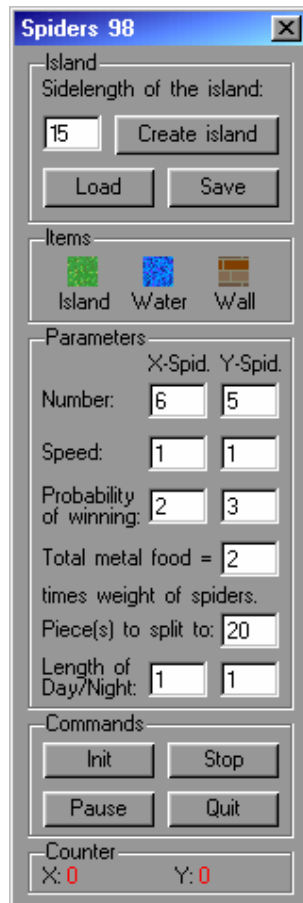 Spiders 98
Island
Sidelength of the island:
15 Create island
Load Save
Items
Island Water Wall
Parameters
X-Spid. Y-Spid.
Number: 6 5
Speed: 1 1
Probability
of winning: 2 3
Total metal food = 2
times weight of spiders.
Piece(s) to split to: 20
Length of
Day/Night: 1 1
Commands
Init Stop
Pause Quit
Counter
X: 0 Y: 0